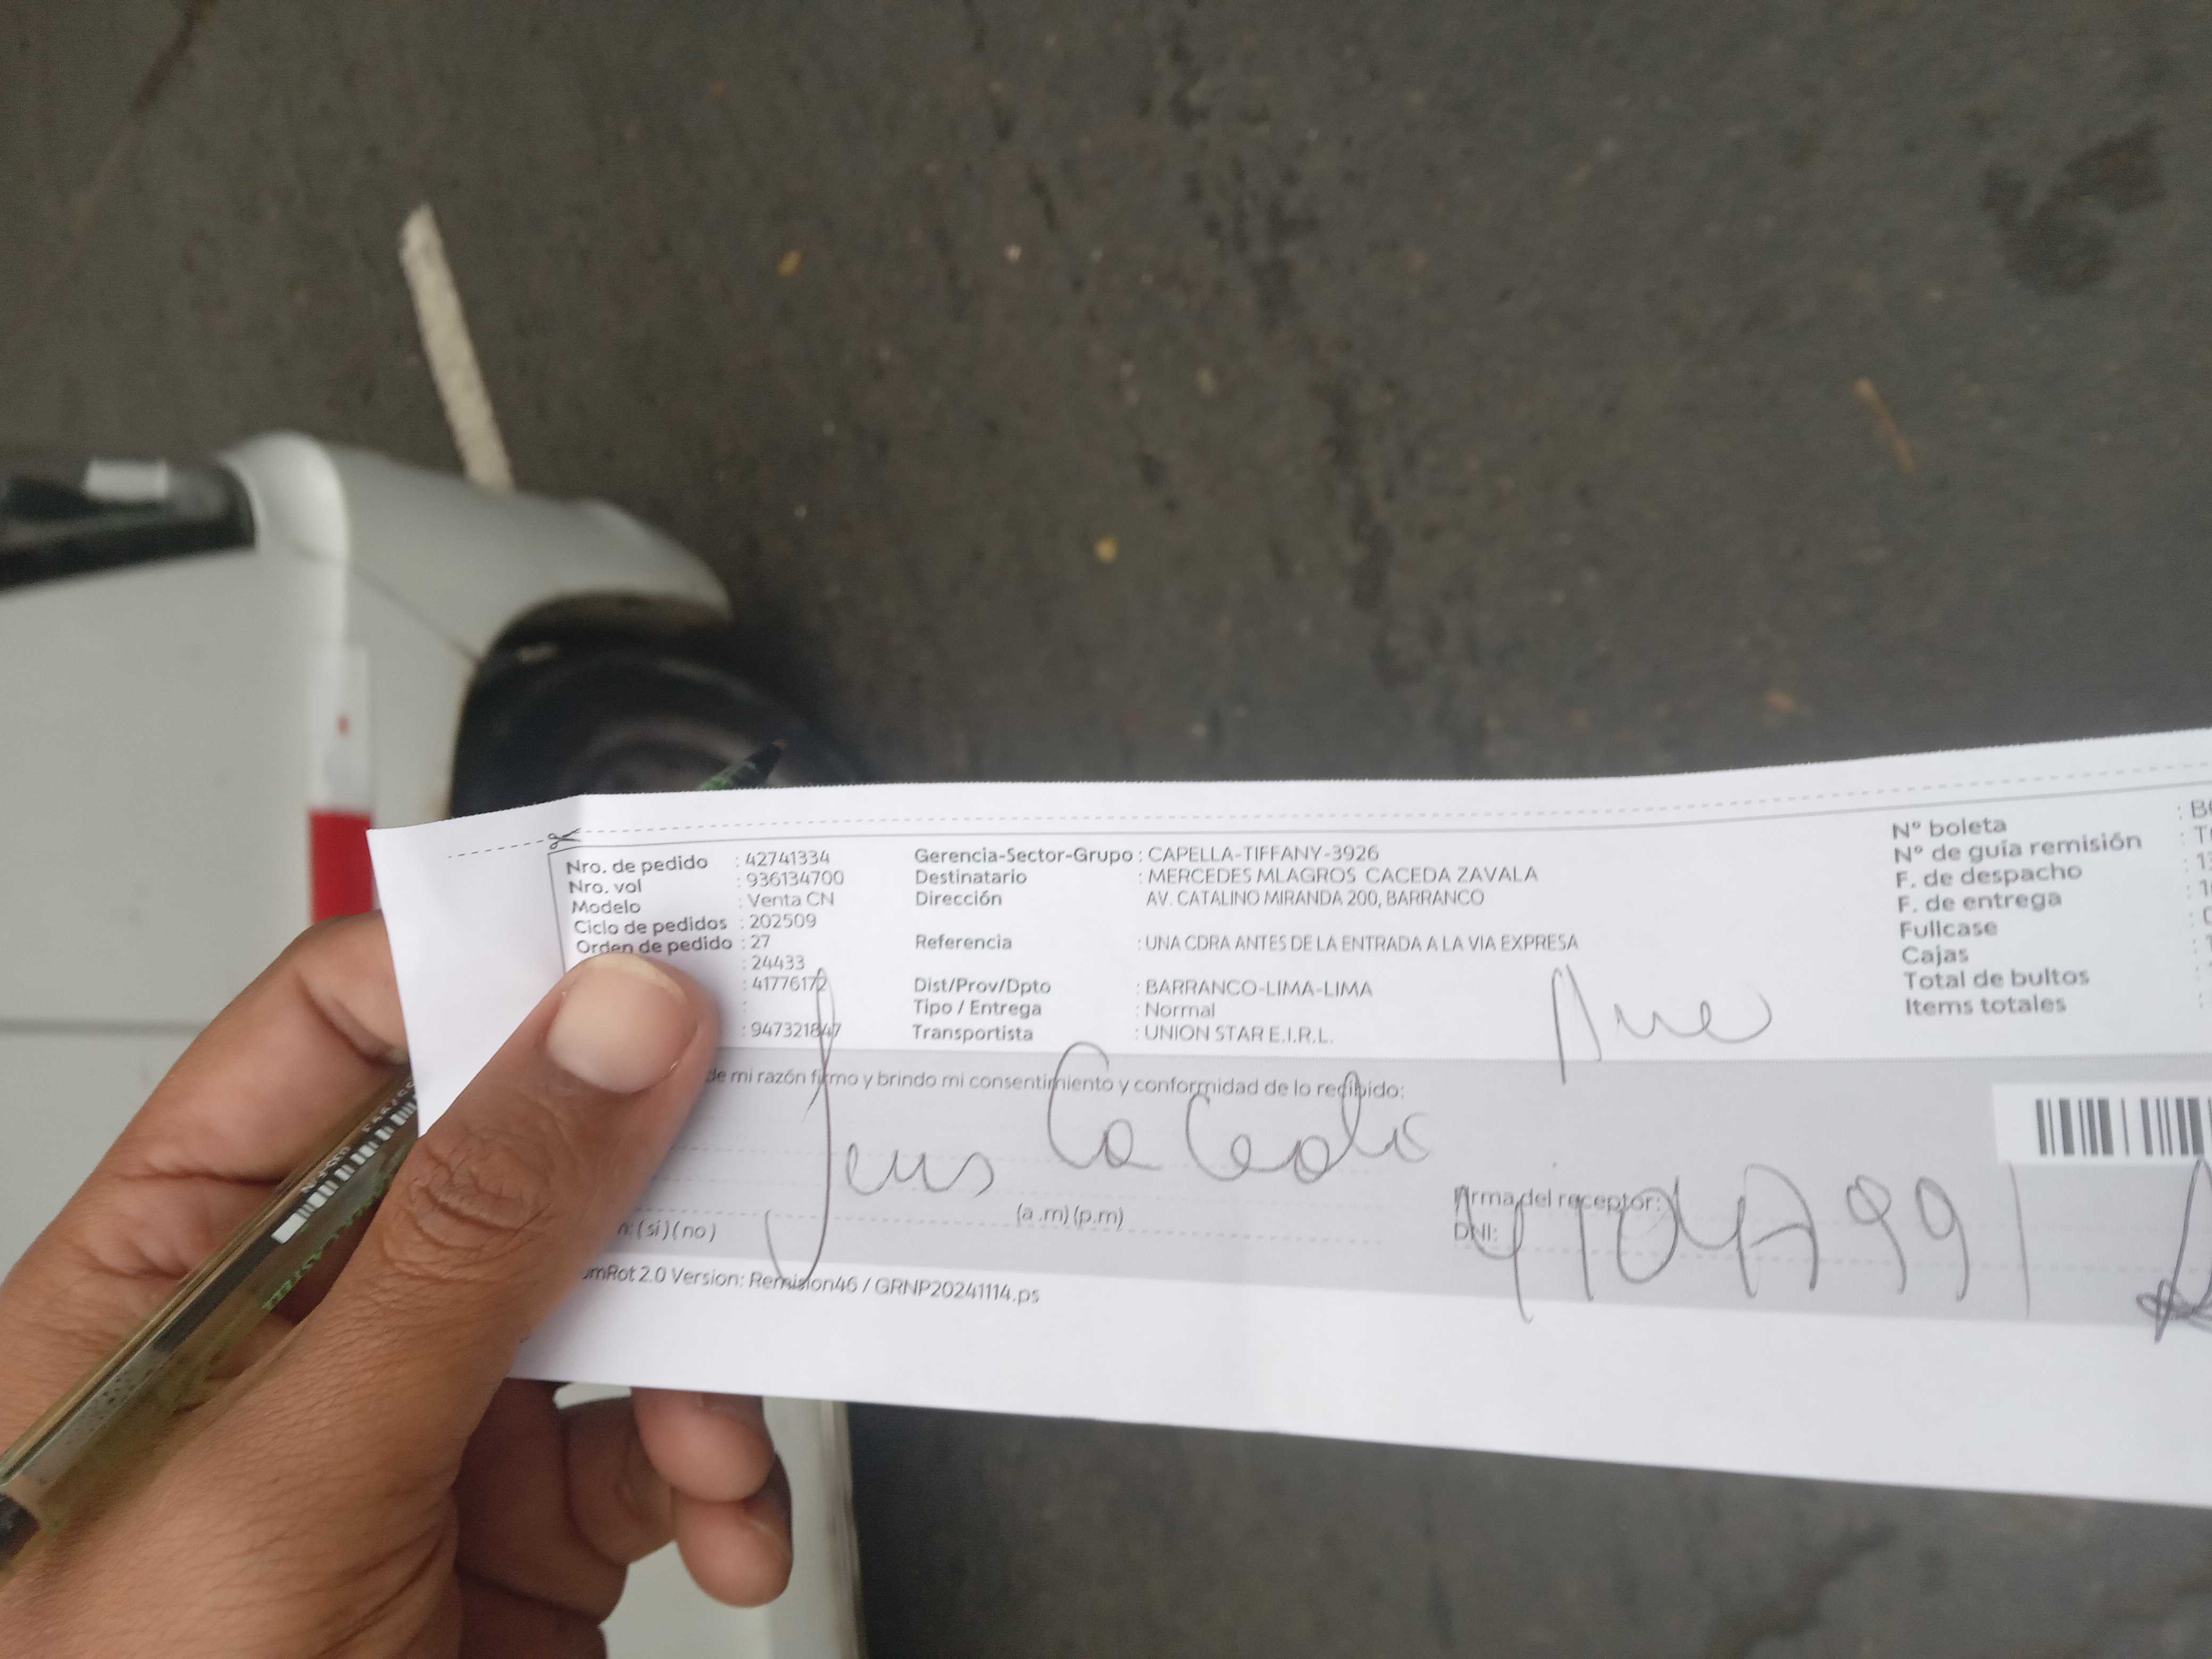 Nro. de pedido : 42741334
Nro. vol : 936134700
Modelo : Venta CN
Ciclo de pedidos : 202509
Orden de pedido : 27
: 24433
: 41776172
:
: 947321847
Gerencia-Sector-Grupo : CAPELLA-TIFFANY-3926
Destinatario : MERCEDES MLAGROS CACEDA ZAVALA
Dirección AV. CATALINO MIRANDA 200, BARRANCO
Referencia : UNA CDRA ANTES DE LA ENTRADA A LA VIA EXPRESA
Dist/Prov/Dpto : BARRANCO-LIMA-LIMA
Tipo / Entrega : Normal
Transportista : UNION STAR E.I.R.L.
N° boleta
N° de guía remisión
F. de despacho
F. de entrega
Fullcase
Cajas
Total de bultos
Items totales
de mi razón firmo y brindo mi consentimiento y conformidad de lo recibido:
(a .m) (p.m)
n: (si) ( no )
Firma del receptor:
DNI:
Rot 2.0 Version: Remision46 / GRNP20241114.ps